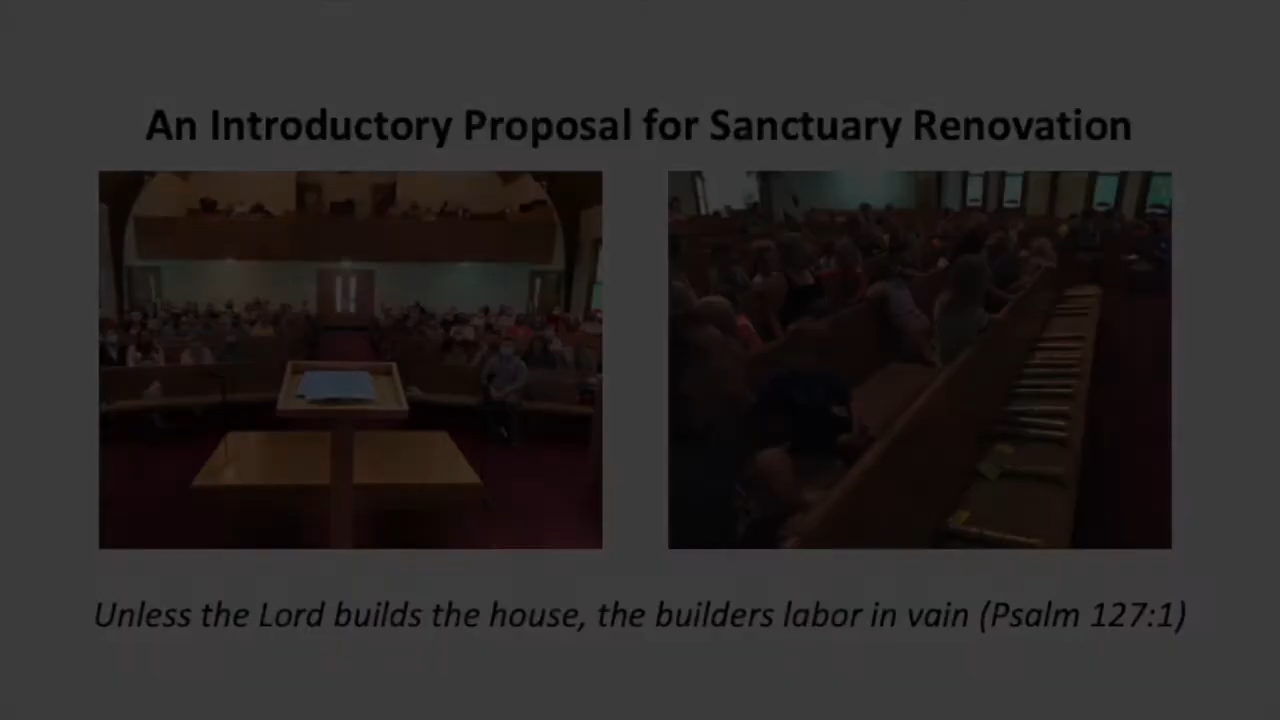 An Introductory Proposal for Sanctuary Renovation
Unless the Lord builds the house, the builders labor in vain (Psalm 127:1)